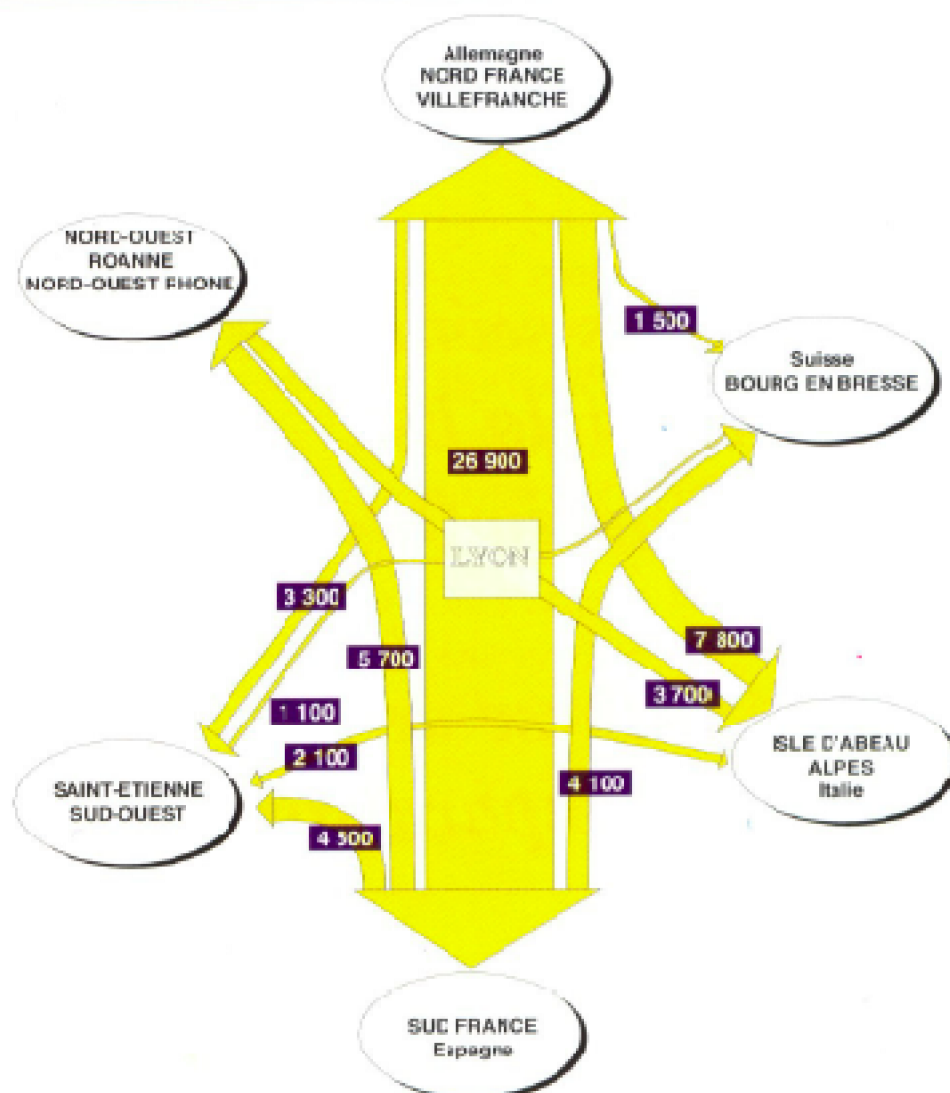 Allemagne
NORD FRANCE
VILLEFRANCHE
NORD-OUEST
ROANNE
NORD-OUEST RHONE
1 500
Suisse
BOURG EN BRESSE
26 900
LYON
3 300
5 700
7 800
3 700
1 100
2 100
4 100
ISLE D'ABEAU
ALPES
Italie
SAINT-ETIENNE
SUD-OUEST
4 500
SUD FRANCE
Espagne